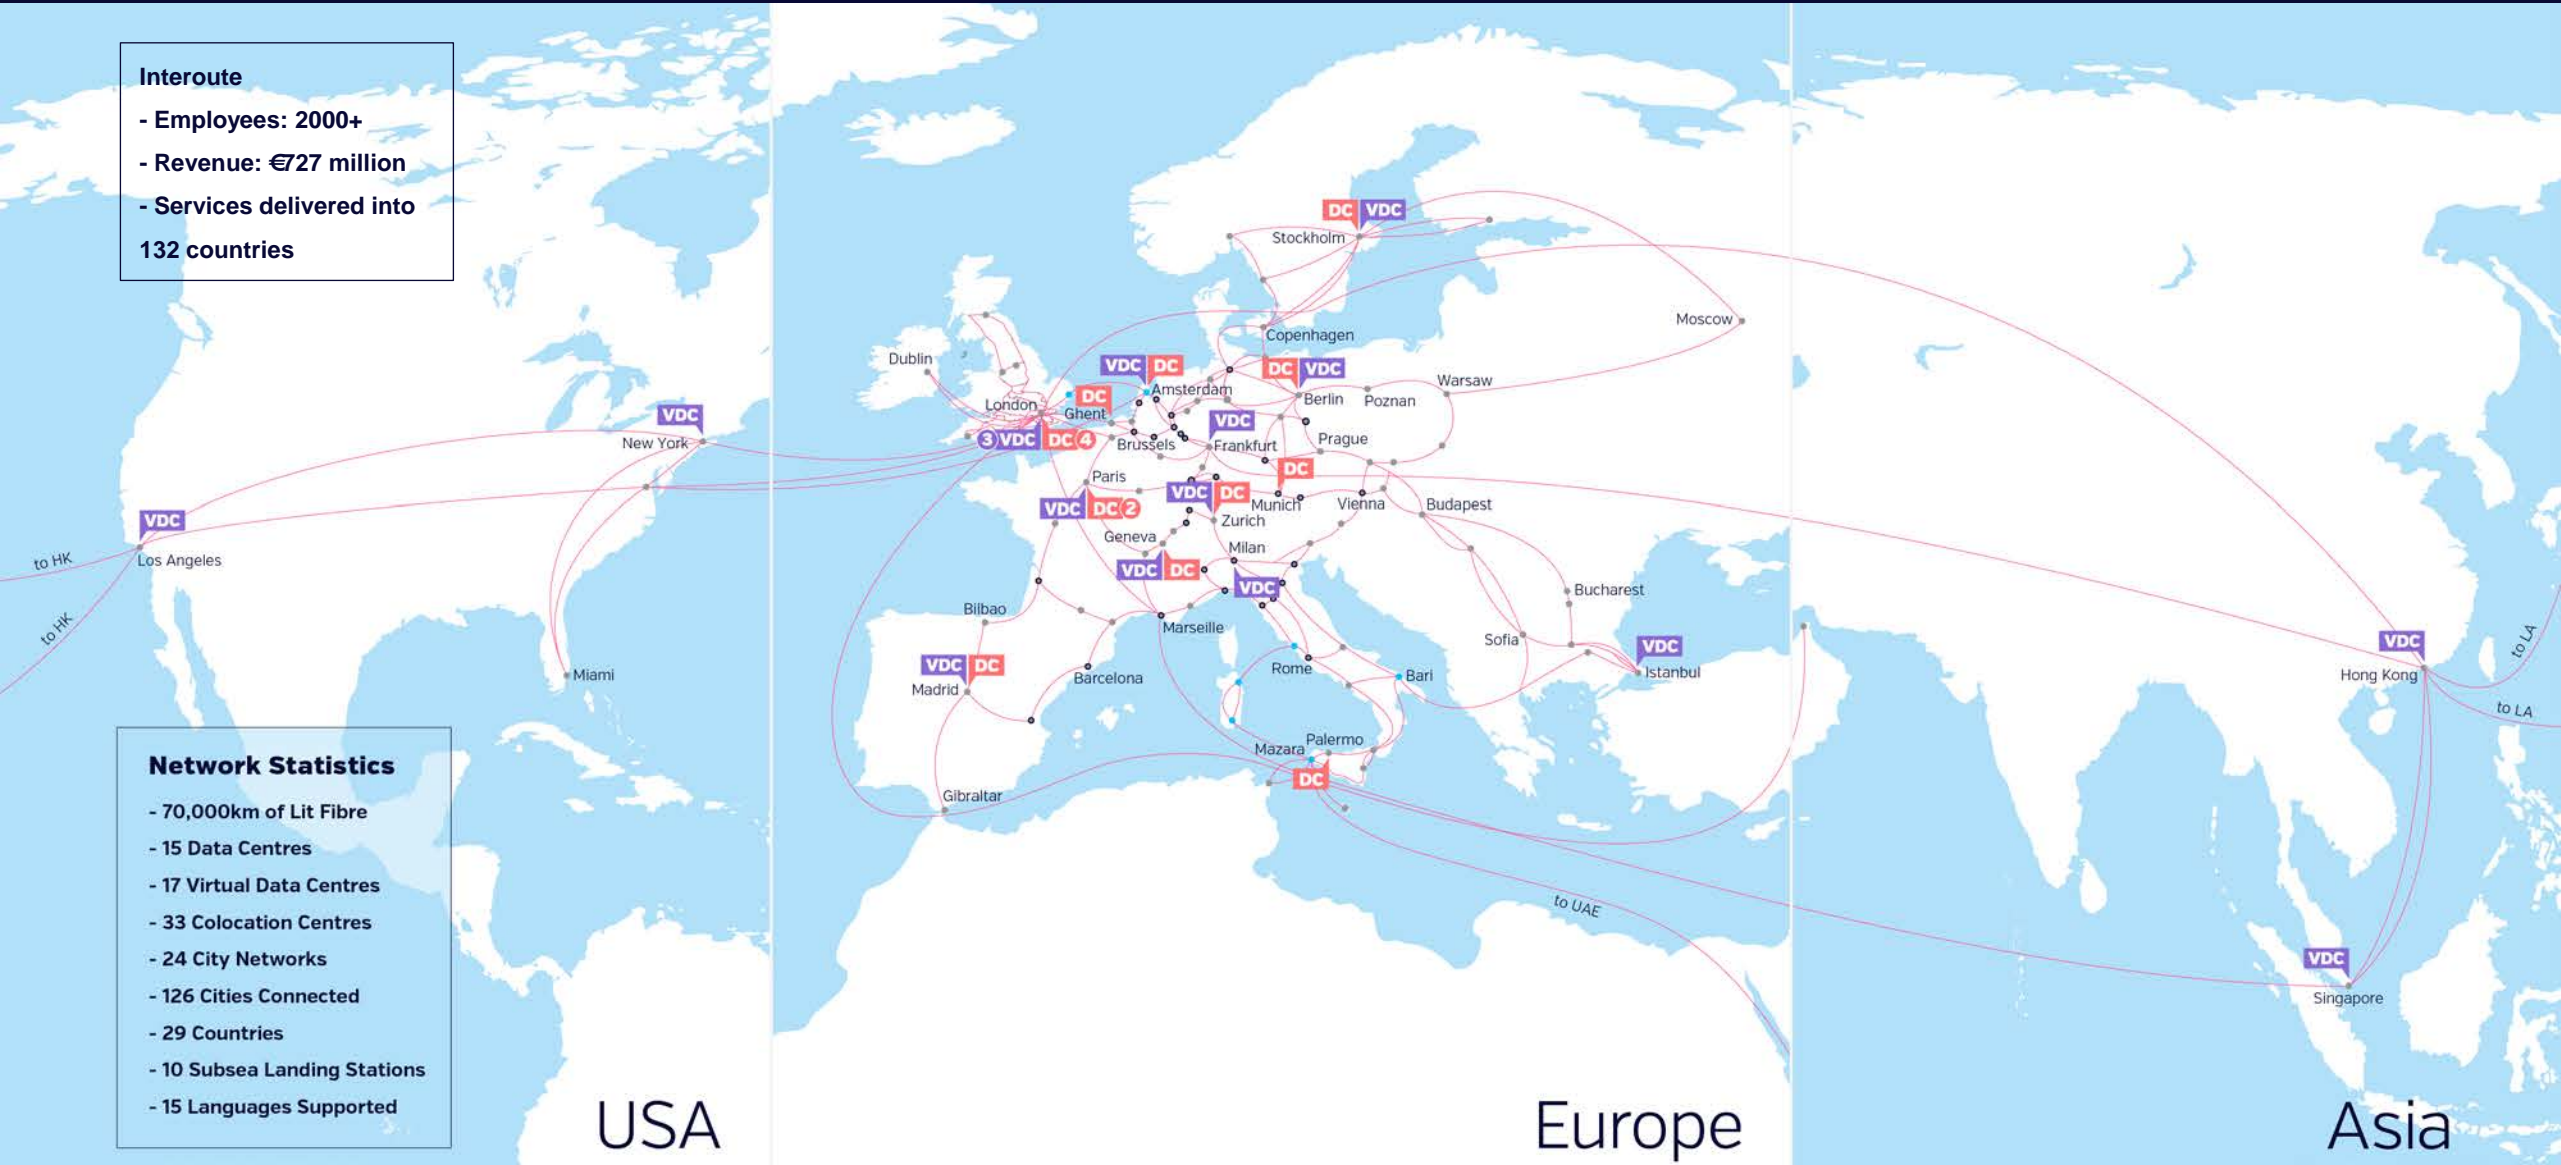 Interoute
- Employees: 2000+
- Revenue: €727 million
- Services delivered into
132 countries
Network Statistics
- 70,000km of Lit Fibre
- 15 Data Centres
- 17 Virtual Data Centres
- 33 Colocation Centres
- 24 City Networks
- 126 Cities Connected
- 29 Countries
- 10 Subsea Landing Stations
- 15 Languages Supported
VDC
New York
VDC
Los Angeles
to HK
to HK
Miami
USA
DC VDC
Stockholm
Copenhagen
Moscow
Dublin
VDC DC
Amsterdam
DC VDC
Berlin
Poznan
Warsaw
London
DC
Ghent
3 VDC DC 4
Brussels
VDC
Frankfurt
Prague
DC
Munich
Paris
VDC DC 2
VDC DC
Zurich
Vienna
Budapest
Geneva
VDC DC
Milan
VDC
Bucharest
Bilbao
Marseille
Sofia
VDC
Istanbul
VDC DC
Madrid
Barcelona
Rome
Bari
Mazara
Palermo
DC
Gibraltar
to UAE
Europe
VDC
Hong Kong
to LA
to LA
VDC
Singapore
Asia